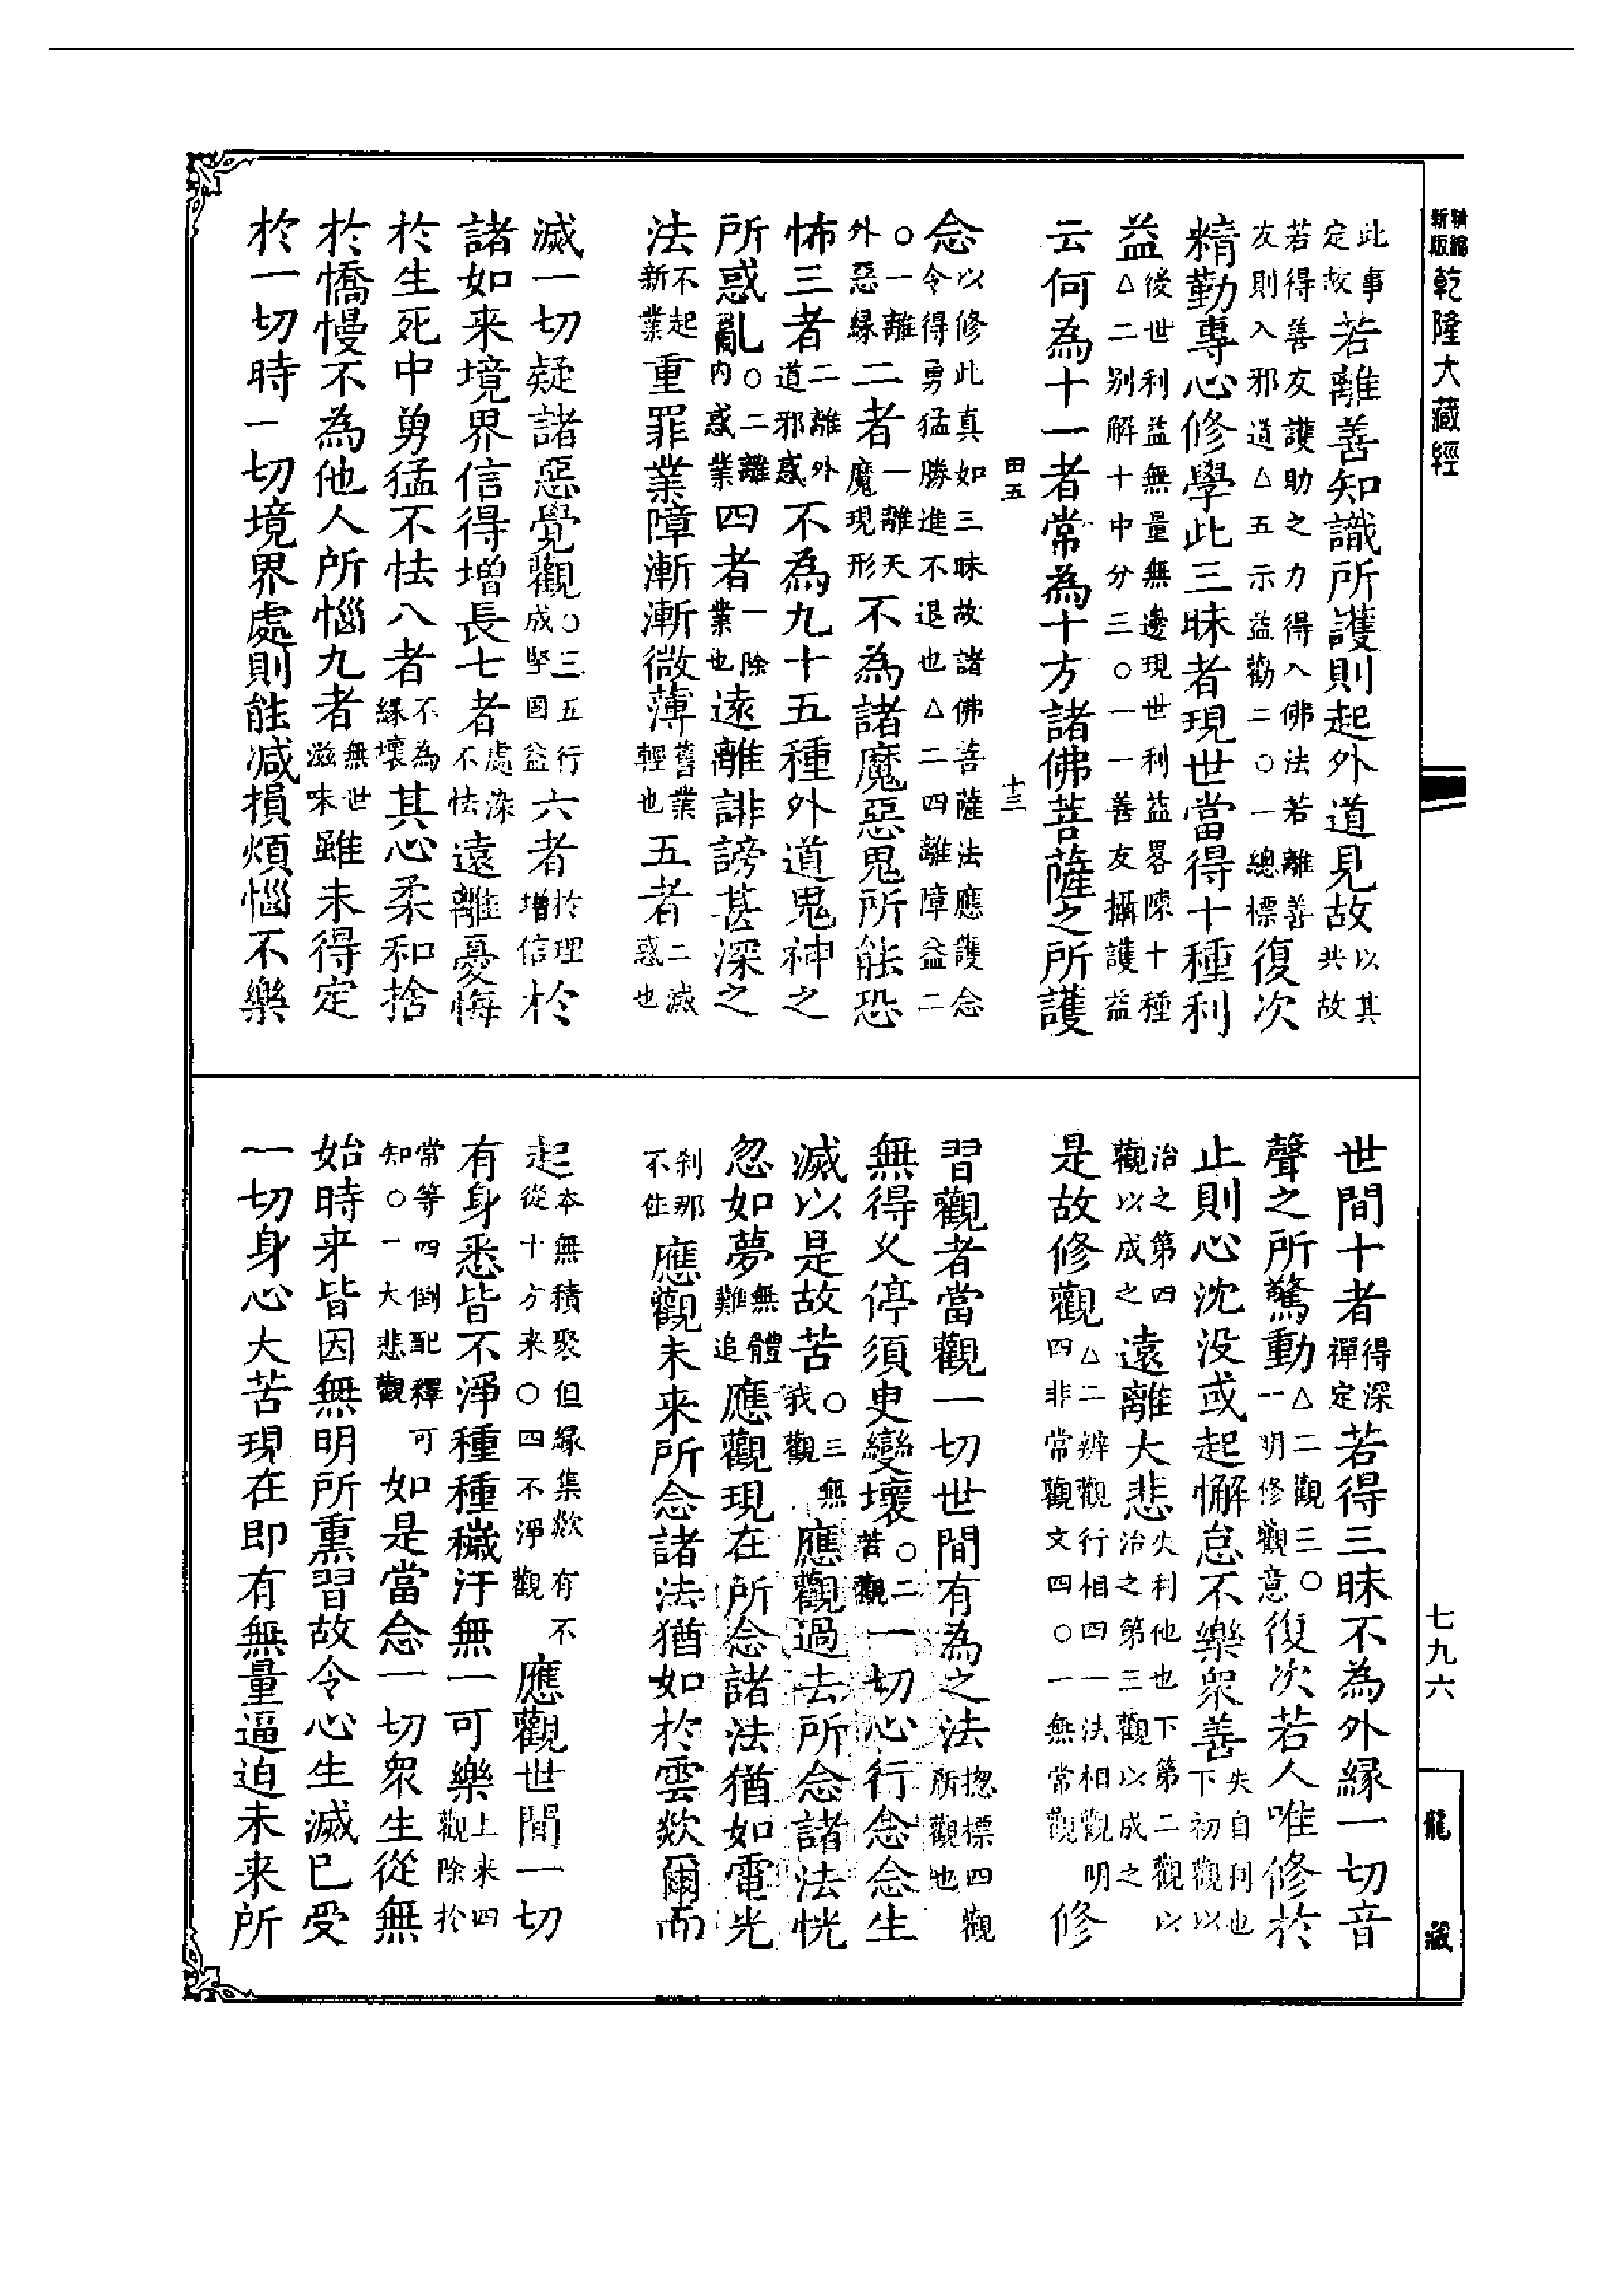 精縮新版乾隆大藏經
此事定故若離善知識所護則起外道見故以其共故
若得善友護助之力得入佛法若離善友則入邪道△五示益勸二○一總標復次
精勤專心修學此三昧者現世當得十種利
益後世利益無量無邊現世利益畧陳十種△二別解十中分三○一一善友攝護益
云何為十一者常為十方諸佛菩薩之所護
田五 十三
念以修此真如三昧故諸佛菩薩法應護念令得勇猛勝進不退也△二四離障益二
○一離外惡緣二者一離天魔現形不為諸魔惡鬼所能恐
怖三者二離外道邪惑不為九十五種外道鬼神之
所惑亂○二離內惑業四者一除業也遠離誹謗甚深之
法不起新業重罪業障漸漸微薄舊業輕也五者二滅惑也
滅一切疑諸惡覺觀○三五行成堅固益六者於理增信於
諸如来境界信得增長七者處染不怯遠離憂悔
於生死中勇猛不怯八者不為緣壞其心柔和捨
於憍慢不為他人所惱九者無世滋味雖未得定
於一切時一切境界處則能减損煩惱不樂
世間十者得深禪定若得三昧不為外緣一切音
聲之所驚動△二觀三○一明修觀意復次若人唯修於
止則心沈没或起懈怠不樂衆善失自利也下初觀以
治之第四觀以成之遠離大悲失利他也下第二觀以治之第三觀以成之
是故修觀△二辨觀行相四一法相觀明四非常觀文四○一無常觀修
習觀者當觀一切世間有為之法揔標四觀所觀也
無得久停須臾變壞○二苦觀一切心行念念生
滅以是故苦○三無我觀應觀過去所念諸法恍
忽如夢無體難追應觀現在所念諸法猶如電光
刹那不住應觀未来所念諸法猶如於雲欻爾而
起本無積聚但緣集欻有不從十方来○四不淨觀應觀世間一切
有身悉皆不淨種種穢汙無一可樂上来四觀除於
常等四倒配釋可知○一大悲觀如是當念一切衆生從無
始時来皆因無明所熏習故令心生滅已受
一切身心大苦現在即有無量逼迫未来所
七九六
龍藏